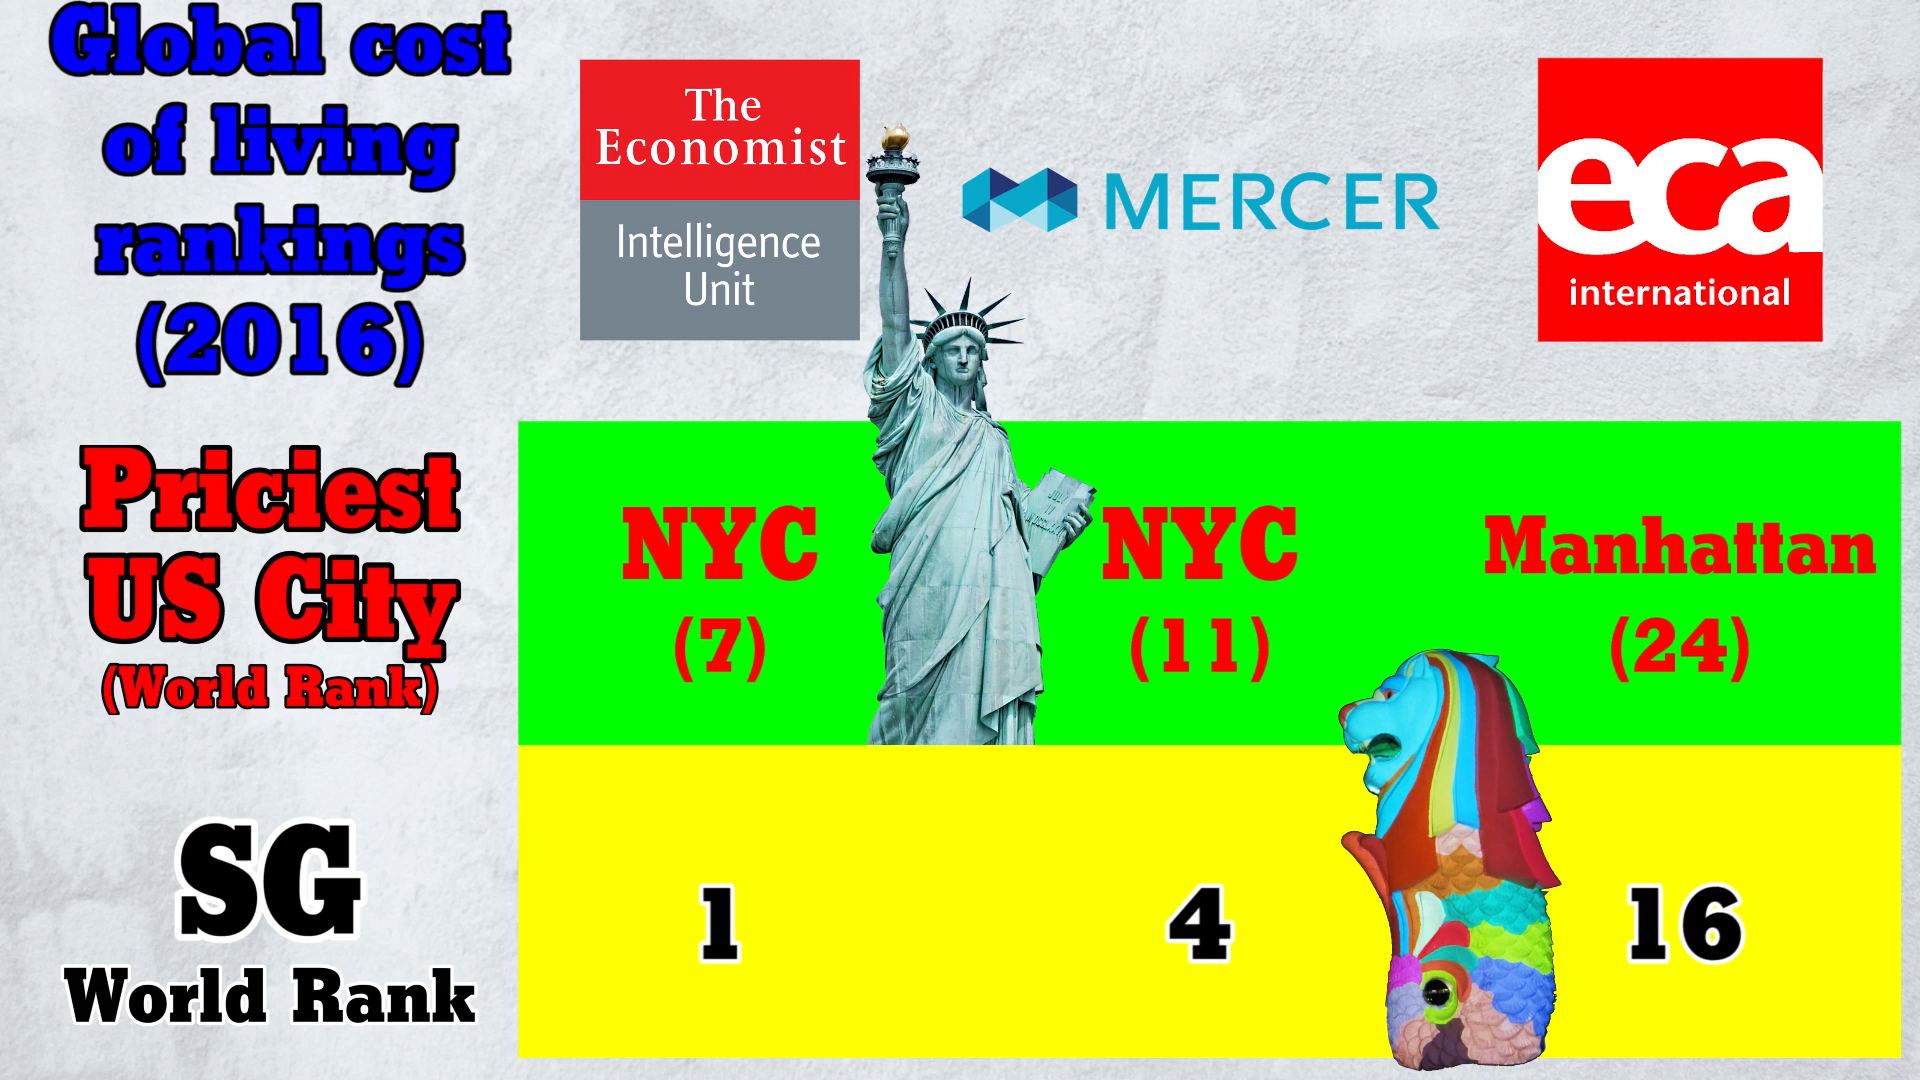 Global cost
of living
rankings
(2016)
The
Economist
Intelligence
Unit
MERCER
eca
international
Priciest
US City
(World Rank)
NYC
(7)
NYC
(11)
Manhattan
(24)
SG
World Rank
1
4
16